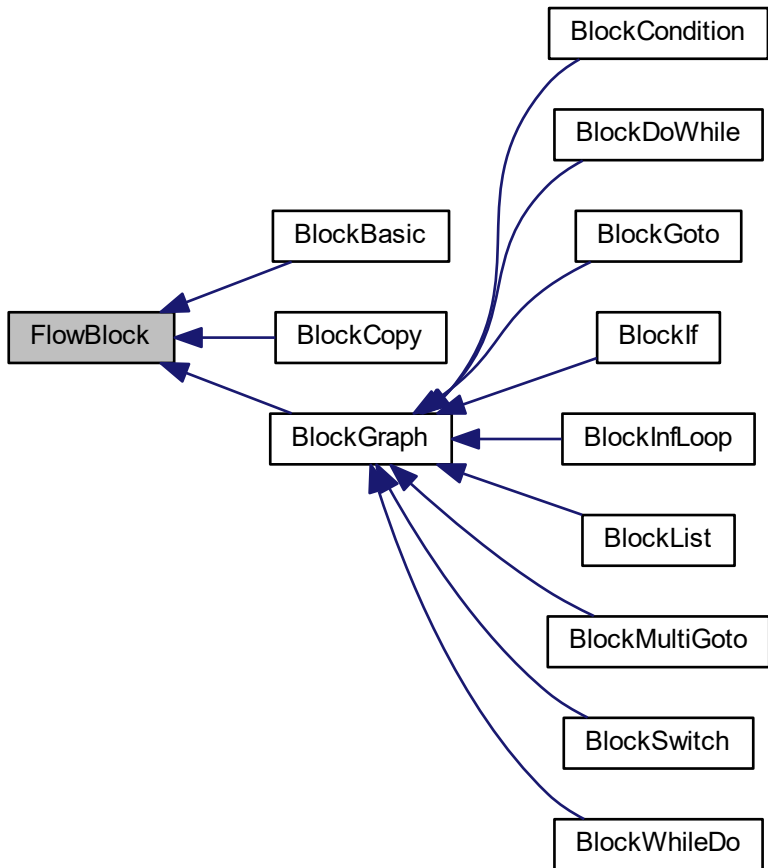 FlowBlock
BlockBasic
BlockCopy
BlockGraph
BlockCondition
BlockDoWhile
BlockGoto
BlockIf
BlockInfLoop
BlockList
BlockMultiGoto
BlockSwitch
BlockWhileDo